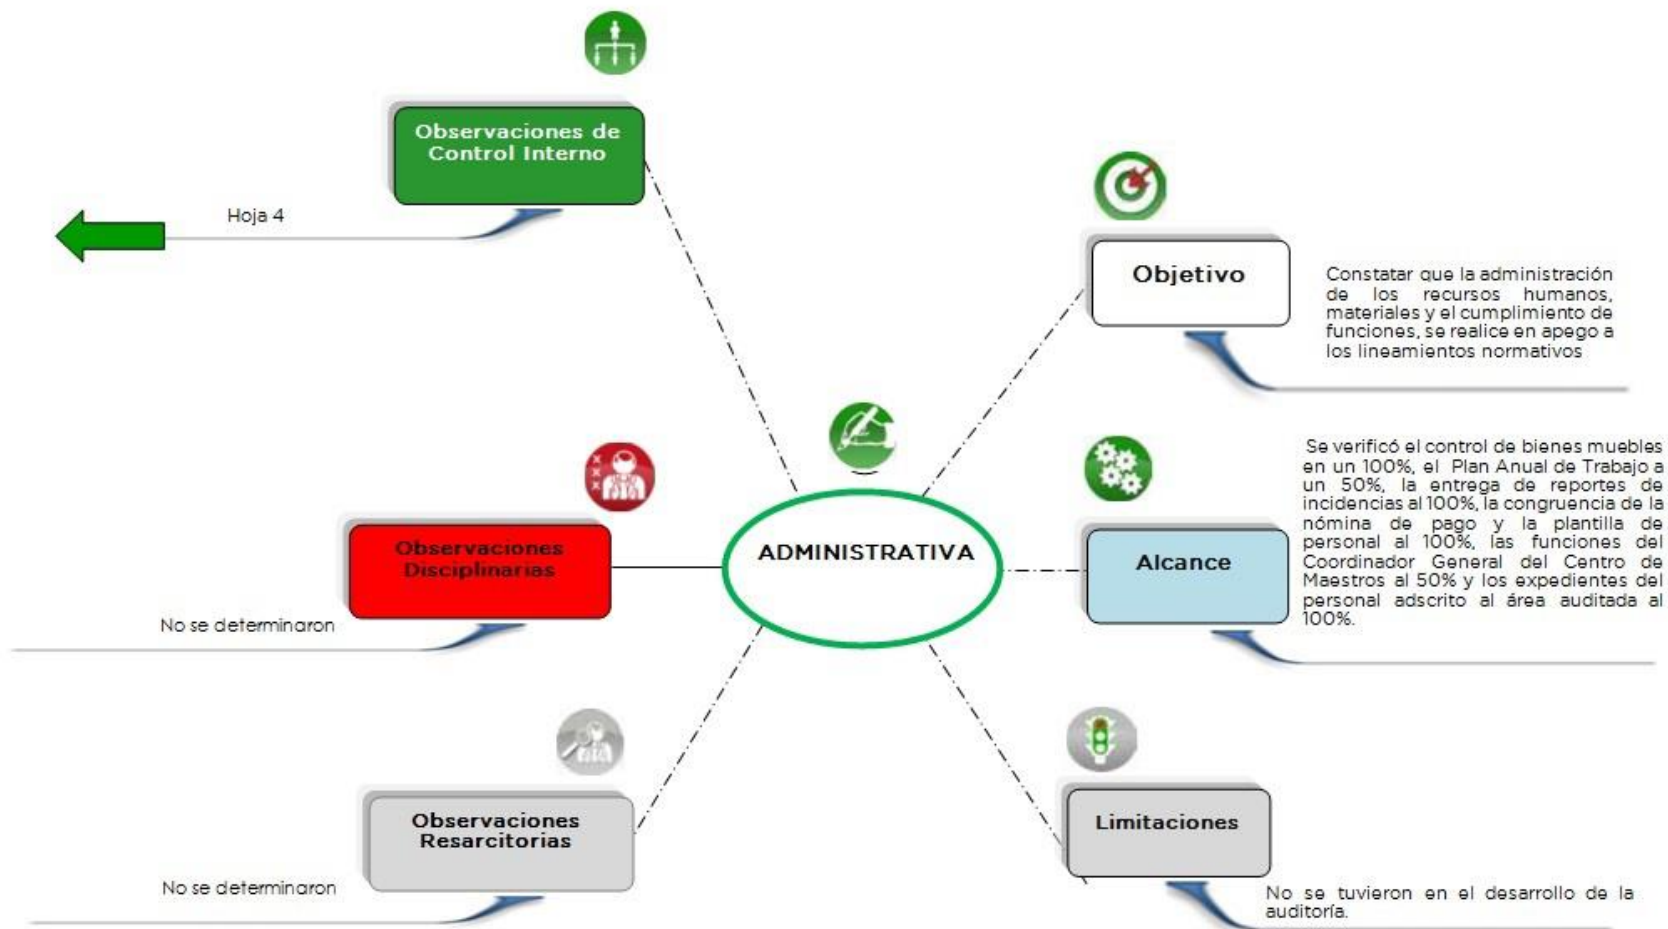 Observaciones de
Control Interno
Hoja 4
Objetivo
Constatar que la administración
de los recursos humanos,
materiales y el cumplimiento de
funciones, se realice en apego a
los lineamientos normativos
ADMINISTRATIVA
Observaciones
Disciplinarias
No se determinaron
Alcance
Se verificó el control de bienes muebles
en un 100%, el Plan Anual de Trabajo a
un 50%, la entrega de reportes de
incidencias al 100%, la congruencia de la
nómina de pago y la plantilla de
personal al 100%, las funciones del
Coordinador General del Centro de
Maestros al 50% y los expedientes del
personal adscrito al área auditada al
100%.
Observaciones
Resarcitorias
No se determinaron
Limitaciones
No se tuvieron en el desarrollo de la
auditoría.